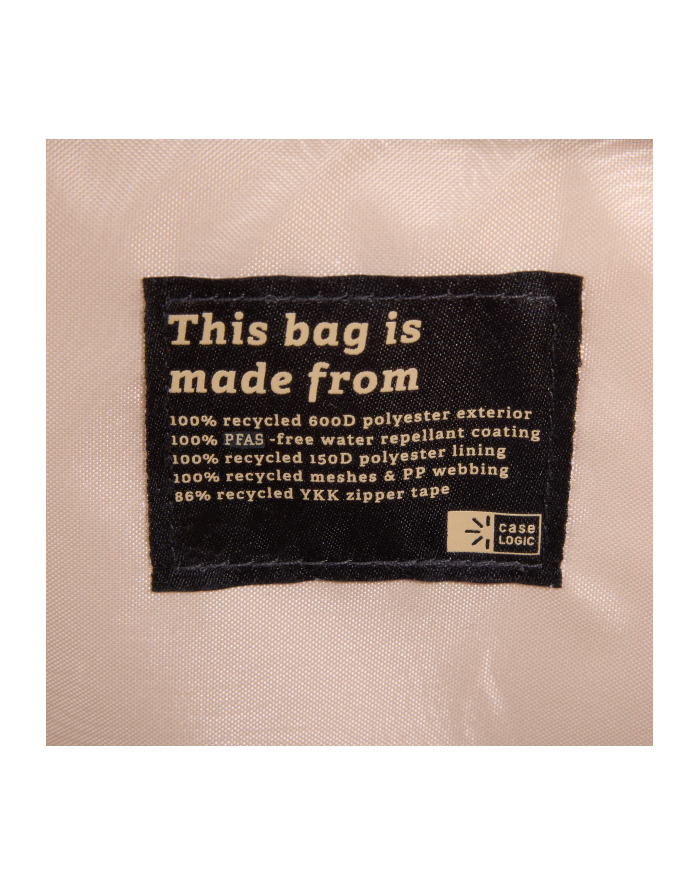 This bag is
made from
100% recycled 600D polyester exterior
100% PFAS -free water repellant coating
100% recycled 150D polyester lining
100% recycled meshes & PP webbing
86% recycled YKK zipper tape
case
LOGIC